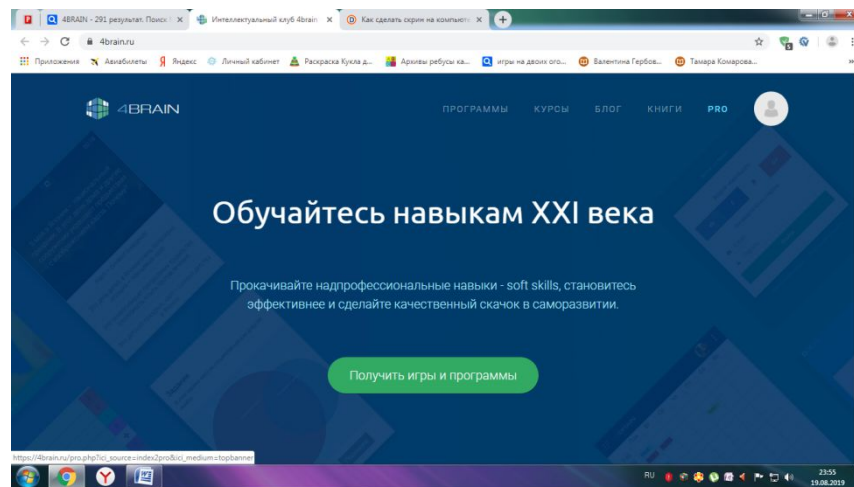 4BRAIN - 291 результат. Поиск
Интеллектуальный клуб 4brain
Как сделать скрин на компьюте
4brain.ru
Приложения
Авиабилеты
Яндекс
Личный кабинет
Раскраска Кукла д...
Архивы ребусы ка...
игры на двоих ого...
Валентина Гербов...
Тамара Комарова...
4BRAIN
ПРОГРАММЫ
КУРСЫ
БЛОГ
КНИГИ
PRO
Обучайтесь навыкам XXI века
Прокачивайте надпрофессиональные навыки - soft skills, становитесь
эффективнее и сделайте качественный скачок в саморазвитии.
Получить игры и программы
https://4brain.ru/pro.php?ici_source=index2pro&ici_medium=topbanner
RU
23:55
19.08.2019